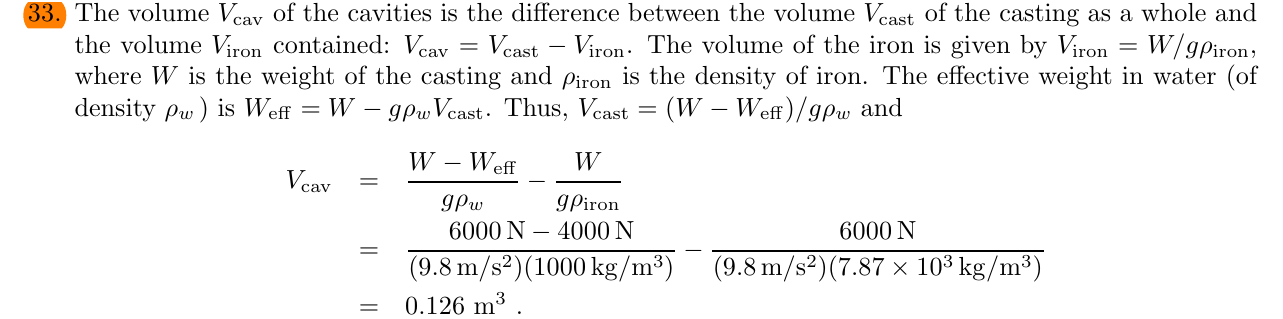 33. The volume V_cav of the cavities is the difference between the volume V_cast of the casting as a whole and
the volume V_iron contained: V_cav = V_cast − V_iron. The volume of the iron is given by V_iron = W/gρ_iron,
where W is the weight of the casting and ρ_iron is the density of iron. The effective weight in water (of
density ρ_w ) is W_eff = W − gρ_wV_cast. Thus, V_cast = (W − W_eff)/gρ_w and
V_cav = (W − W_eff)/(gρ_w) − W/(gρ_iron)
= (6000 N − 4000 N)/((9.8 m/s²)(1000 kg/m³)) − (6000 N)/((9.8 m/s²)(7.87 × 10³ kg/m³))
= 0.126 m³ .